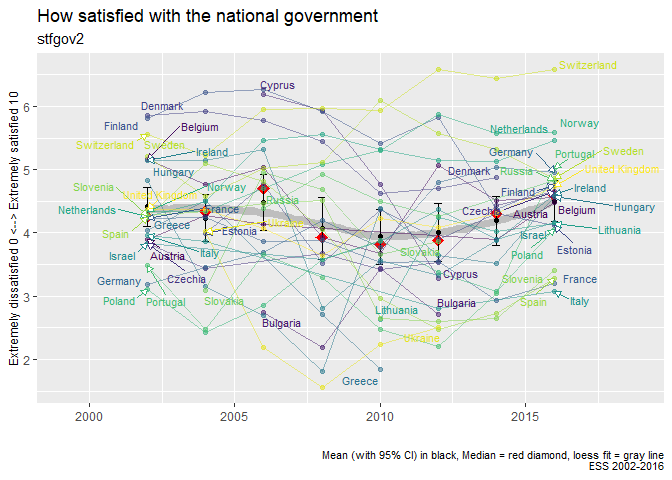 How satisfied with the national government
stfgov2
Extremely dissatisfied 0 <--> Extremely satisfied 10
6
5
4
3
2
Switzerland
Cyprus
Denmark
Finland
Belgium
Norway
Netherlands
Switzerland
Sweden
Ireland
Germany
Sweden
Portugal
Hungary
Denmark
Russia
United Kingdom
Slovenia
Norway
Finland
Ireland
Russia
Netherlands
France
Czechia
Austria
Belgium
Hungary
Greece
Estonia
Lithuania
Spain
Israel
Israel
Austria
Slovakia
Poland
Estonia
Germany
Czechia
Cyprus
Slovenia
France
Poland
Portugal
Slovakia
Bulgaria
Spain
Italy
Bulgaria
Lithuania
Ukraine
Greece
2000
2005
2010
2015
Mean (with 95% CI) in black, Median = red diamond, loess fit = gray line
ESS 2002-2016